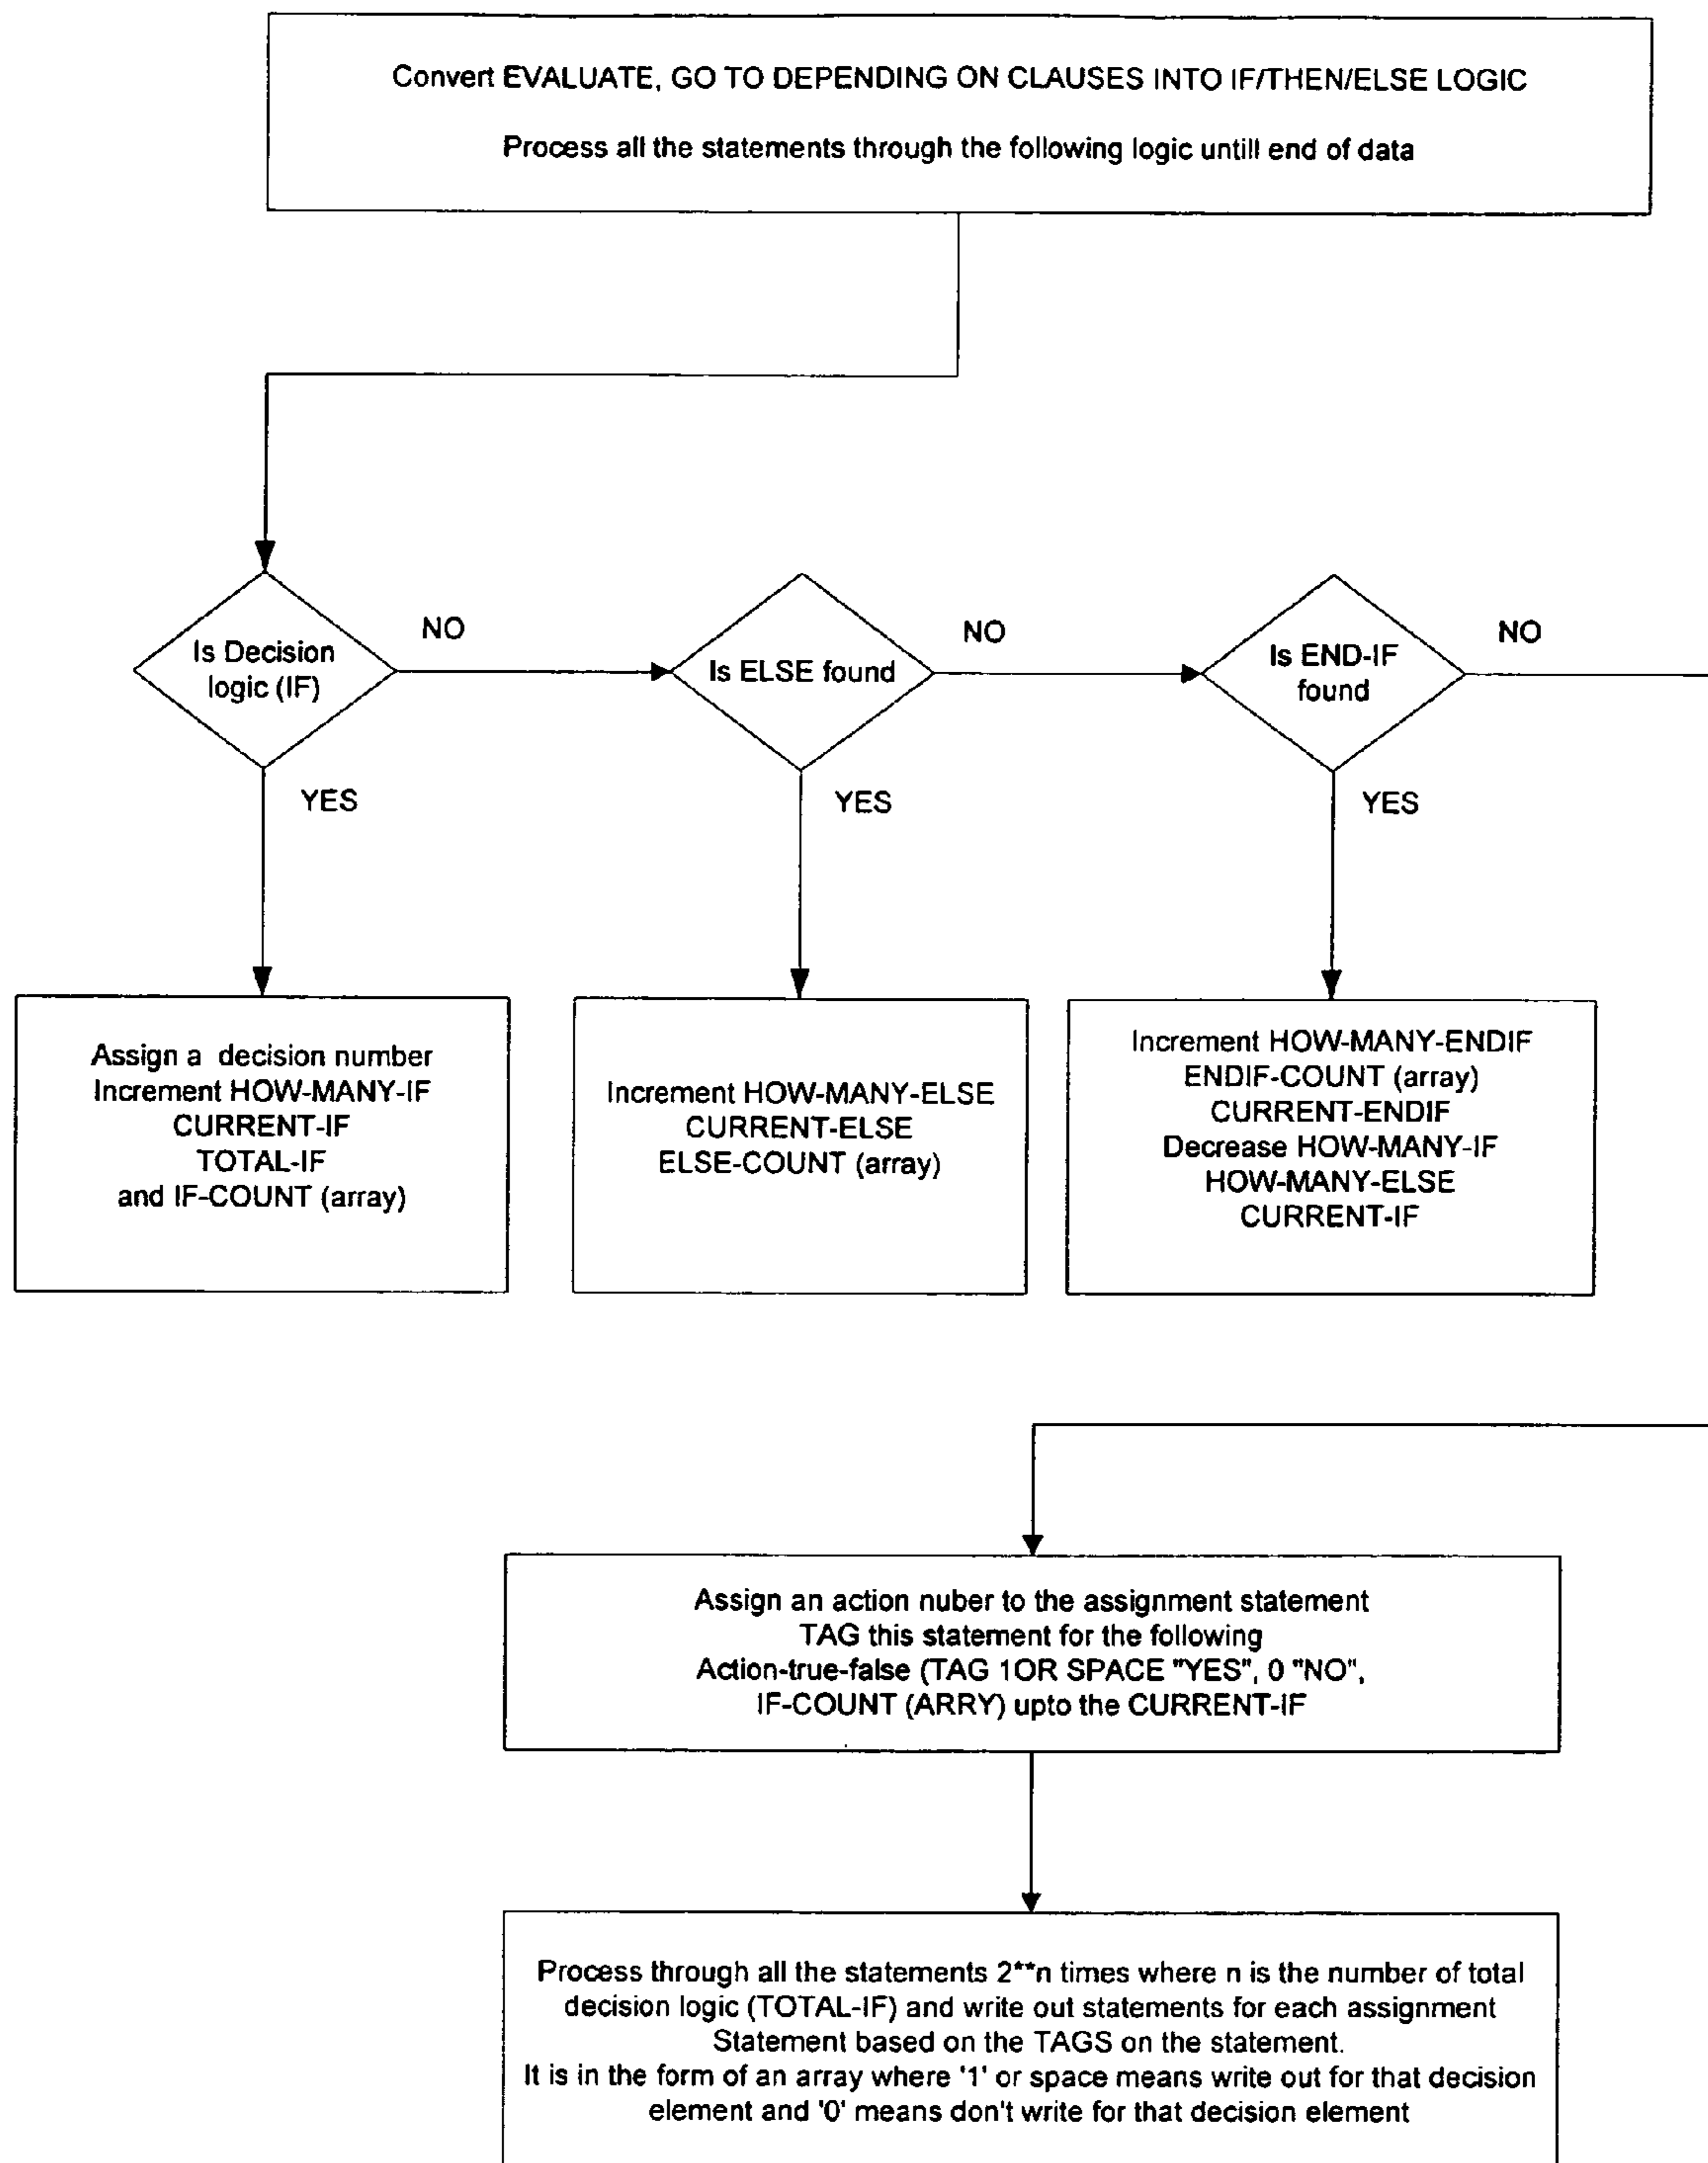 Convert EVALUATE, GO TO DEPENDING ON CLAUSES INTO IF/THEN/ELSE LOGIC
Process all the statements through the following logic untill end of data
Is Decision
logic (IF)
NO
Is ELSE found
NO
Is END-IF
found
NO
YES
YES
YES
Assign a decision number
Increment HOW-MANY-IF
CURRENT-IF
TOTAL-IF
and IF-COUNT (array)
Increment HOW-MANY-ELSE
CURRENT-ELSE
ELSE-COUNT (array)
Increment HOW-MANY-ENDIF
ENDIF-COUNT (array)
CURRENT-ENDIF
Decrease HOW-MANY-IF
HOW-MANY-ELSE
CURRENT-IF
Assign an action nuber to the assignment statement
TAG this statement for the following
Action-true-false (TAG 1OR SPACE "YES", 0 "NO",
IF-COUNT (ARRY) upto the CURRENT-IF
Process through all the statements 2**n times where n is the number of total
decision logic (TOTAL-IF) and write out statements for each assignment
Statement based on the TAGS on the statement.
It is in the form of an array where '1' or space means write out for that decision
element and '0' means don't write for that decision element